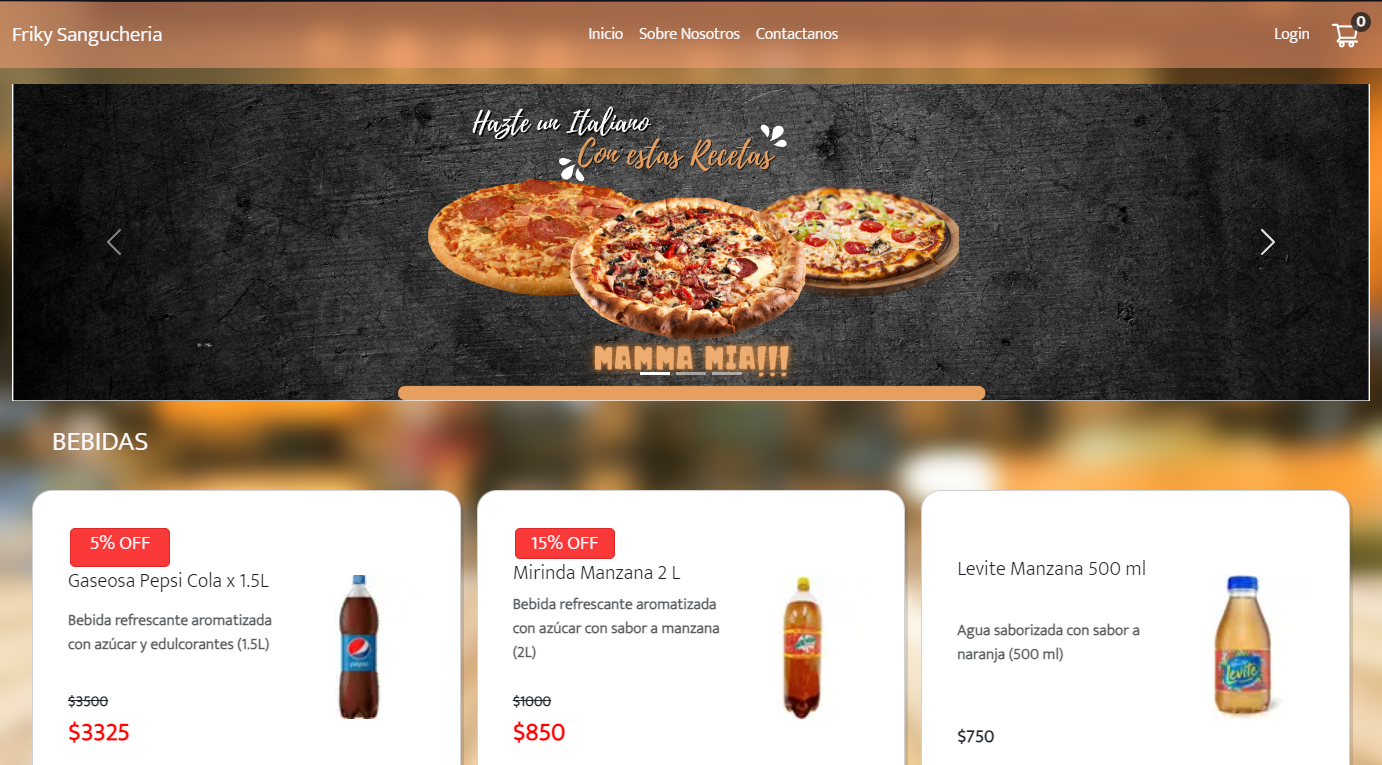 Friky Sangucheria
Inicio Sobre Nosotros Contactanos
Login
0
Hazte un Italiano
Con estas Recetas
MAMMA MIA!!!
BEBIDAS
5% OFF
Gaseosa Pepsi Cola x 1.5L
Bebida refrescante aromatizada
con azúcar y edulcorantes (1.5L)
$3500
$3325
pepsi
15% OFF
Mirinda Manzana 2 L
Bebida refrescante aromatizada
con azúcar con sabor a manzana
(2L)
$1000
$850
Levite Manzana 500 ml
Agua saborizada con sabor a
naranja (500 ml)
$750
Levite